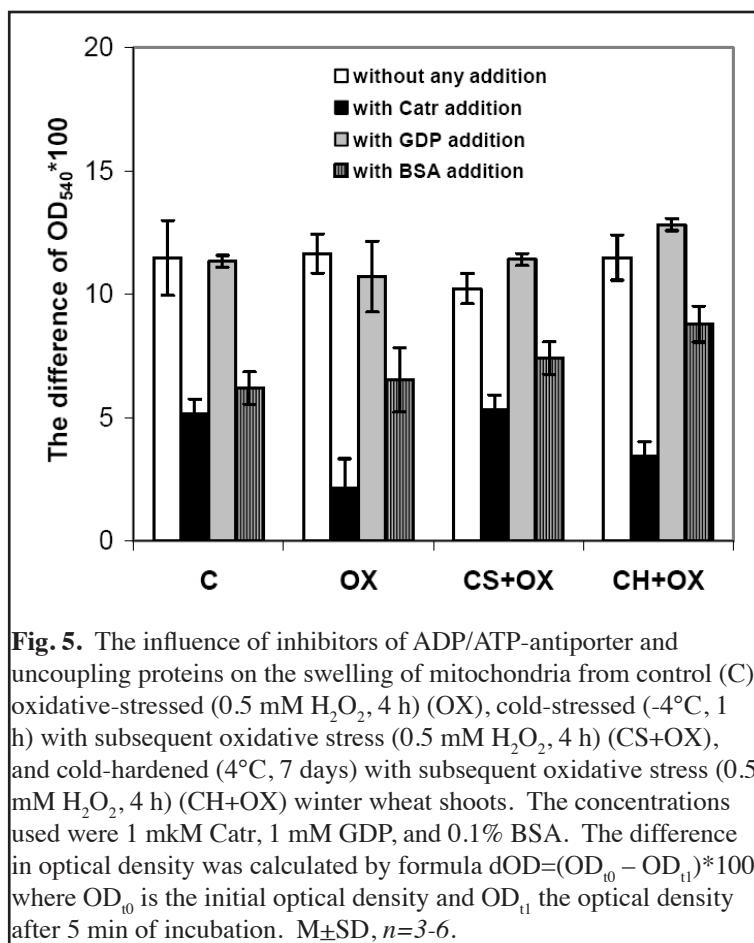 20
15
10
5
0
The difference of OD540*100
without any addition
with Catr addition
with GDP addition
with BSA addition
C OX CS+OX CH+OX
Fig. 5. The influence of inhibitors of ADP/ATP-antiporter and
uncoupling proteins on the swelling of mitochondria from control (C)
oxidative-stressed (0.5 mM H₂O₂, 4 h) (OX), cold-stressed (-4°C, 1
h) with subsequent oxidative stress (0.5 mM H₂O₂, 4 h) (CS+OX),
and cold-hardened (4°C, 7 days) with subsequent oxidative stress (0.5
mM H₂O₂, 4 h) (CH+OX) winter wheat shoots. The concentrations
used were 1 mkM Catr, 1 mM GDP, and 0.1% BSA. The difference
in optical density was calculated by formula dOD=(ODt0 – ODt1)*100
where ODt0 is the initial optical density and ODt1 the optical density
after 5 min of incubation. M±SD, n=3-6.